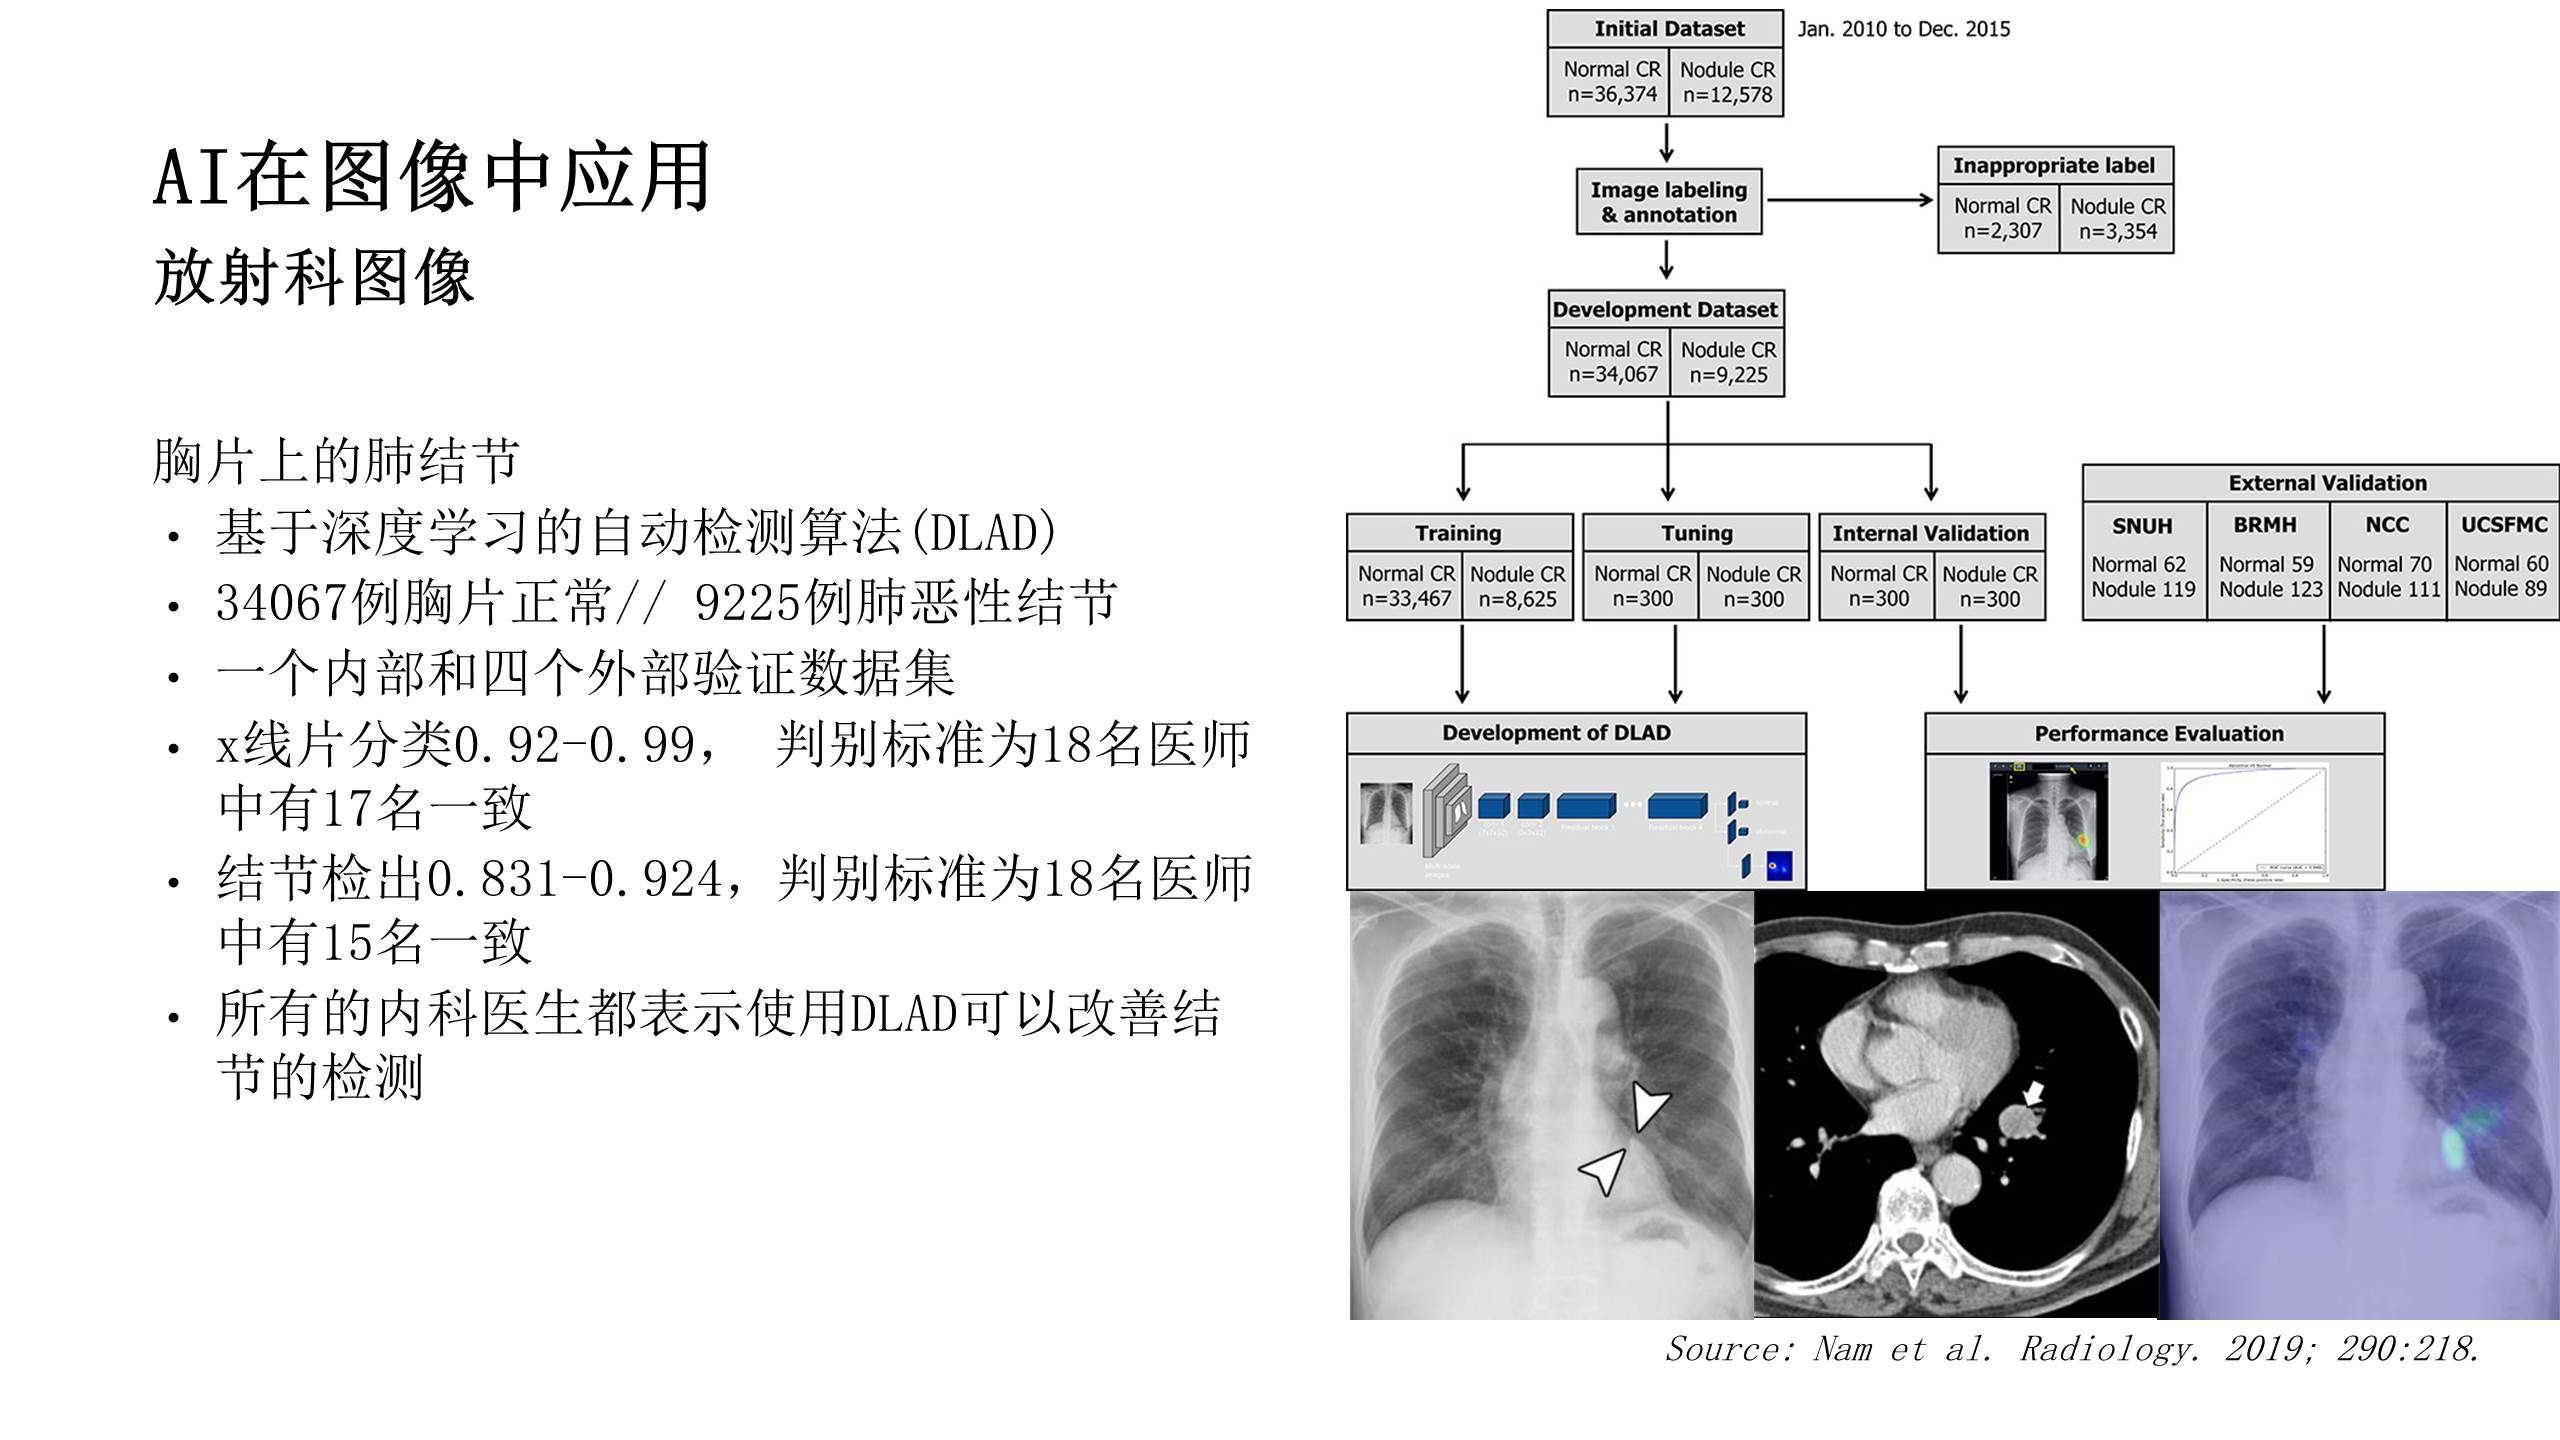 AI在图像中应用
放射科图像
胸片上的肺结节
• 基于深度学习的自动检测算法(DLAD)
• 34067例胸片正常// 9225例肺恶性结节
• 一个内部和四个外部验证数据集
• x线片分类0.92-0.99， 判别标准为18名医师
中有17名一致
• 结节检出0.831-0.924，判别标准为18名医师
中有15名一致
• 所有的内科医生都表示使用DLAD可以改善结
节的检测
Initial Dataset
Jan. 2010 to Dec. 2015
Normal CR
n=36,374
Nodule CR
n=12,578
Image labeling
& annotation
Inappropriate label
Normal CR
n=2,307
Nodule CR
n=3,354
Development Dataset
Normal CR
n=34,067
Nodule CR
n=9,225
Training
Normal CR
n=33,467
Nodule CR
n=8,625
Tuning
Normal CR
n=300
Nodule CR
n=300
Internal Validation
Normal CR
n=300
Nodule CR
n=300
External Validation
SNUH
Normal 62
Nodule 119
BRMH
Normal 59
Nodule 123
NCC
Normal 70
Nodule 111
UCSFMC
Normal 60
Nodule 89
Development of DLAD
Residual block 1
Residual block 4
Multi-scale
images
normal
abnormal
Performance Evaluation
Source: Nam et al. Radiology. 2019; 290:218.